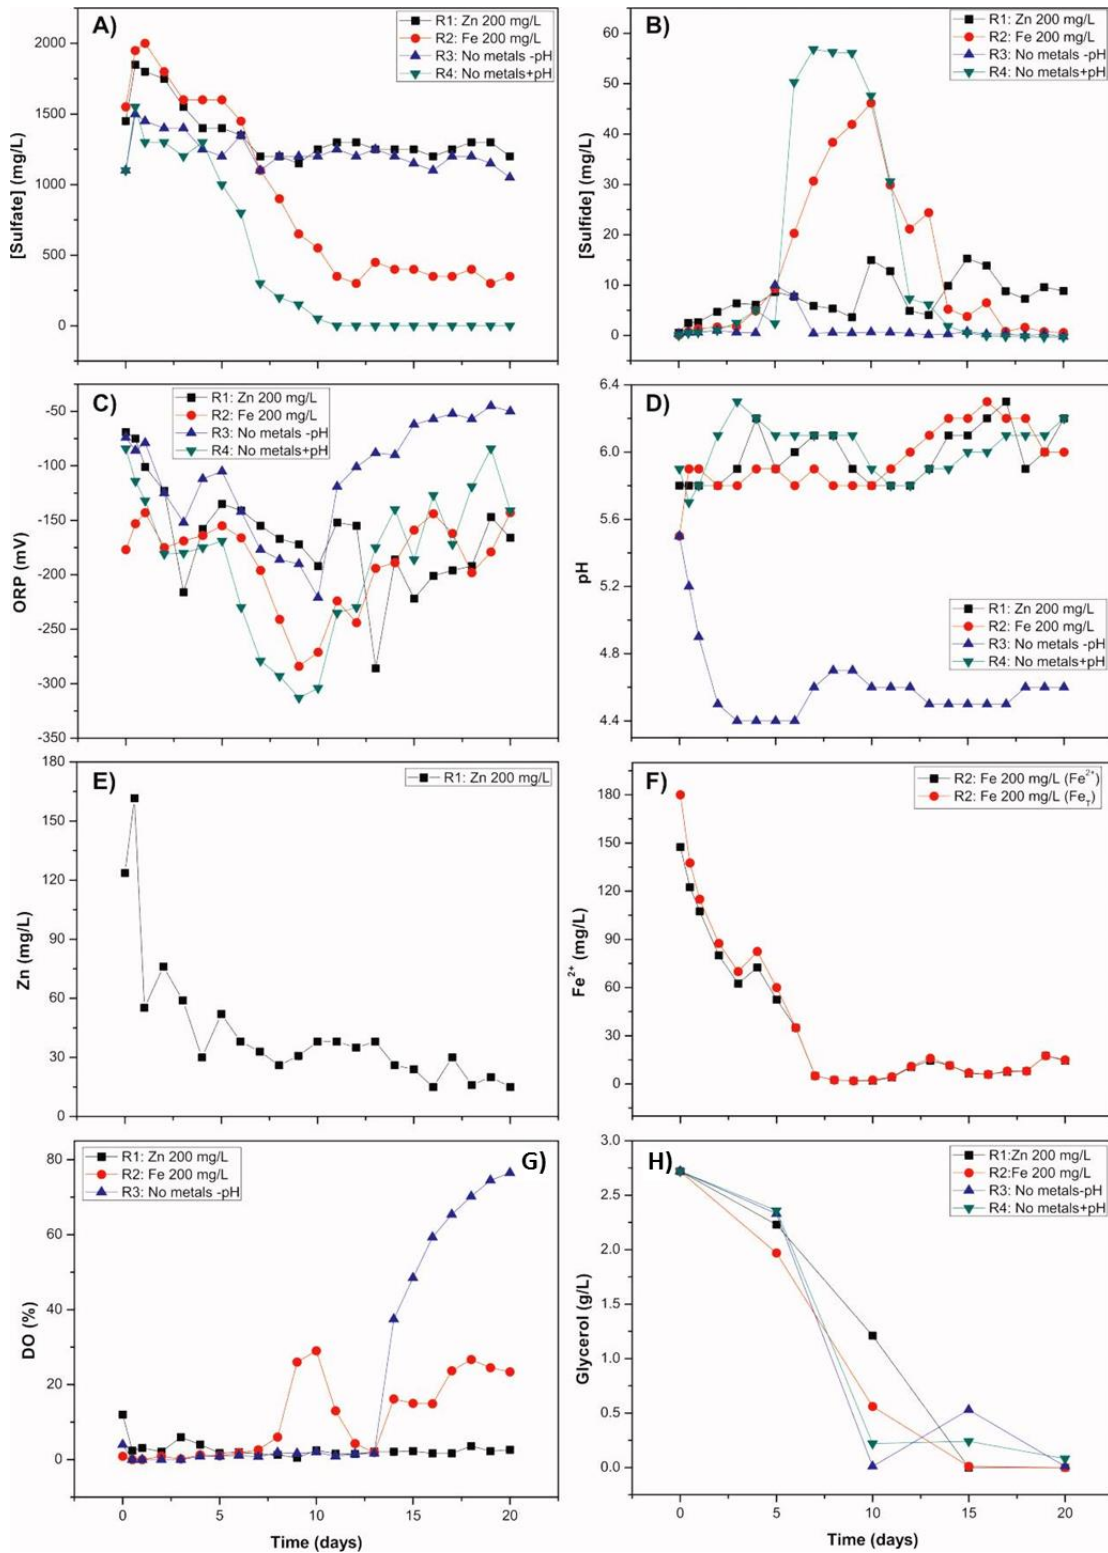 A)
R1: Zn 200 mg/L
R2: Fe 200 mg/L
R3: No metals -pH
R4: No metals+pH
2000
1500
1000
500
0
[Sulfate] (mg/L)
B)
R1: Zn 200 mg/L
R2: Fe 200 mg/L
R3: No metals -pH
R4: No metals+pH
60
50
40
30
20
10
0
[Sulfide] (mg/L)
C)
R1: Zn 200 mg/L
R2: Fe 200 mg/L
R3: No metals -pH
R4: No metals+pH
-50
-100
-150
-200
-250
-300
-350
ORP (mV)
D)
6.4
6.0
5.6
5.2
4.8
4.4
pH
R1: Zn 200 mg/L
R2: Fe 200 mg/L
R3: No metals -pH
R4: No metals+pH
E)
R1: Zn 200 mg/L
180
150
120
90
60
30
0
Zn (mg/L)
F)
R2: Fe 200 mg/L (Fe²⁺)
R2: Fe 200 mg/L (Fe_T)
180
150
120
90
60
30
0
Fe²⁺ (mg/L)
G)
R1: Zn 200 mg/L
R2: Fe 200 mg/L
R3: No metals -pH
80
60
40
20
0
DO (%)
0 5 10 15 20
Time (days)
H)
R1:Zn 200 mg/L
R2:Fe 200 mg/L
R3: No metals-pH
R4: No metals+pH
3.0
2.5
2.0
1.5
1.0
0.5
0.0
Glycerol (g/L)
0 5 10 15 20
Time (days)